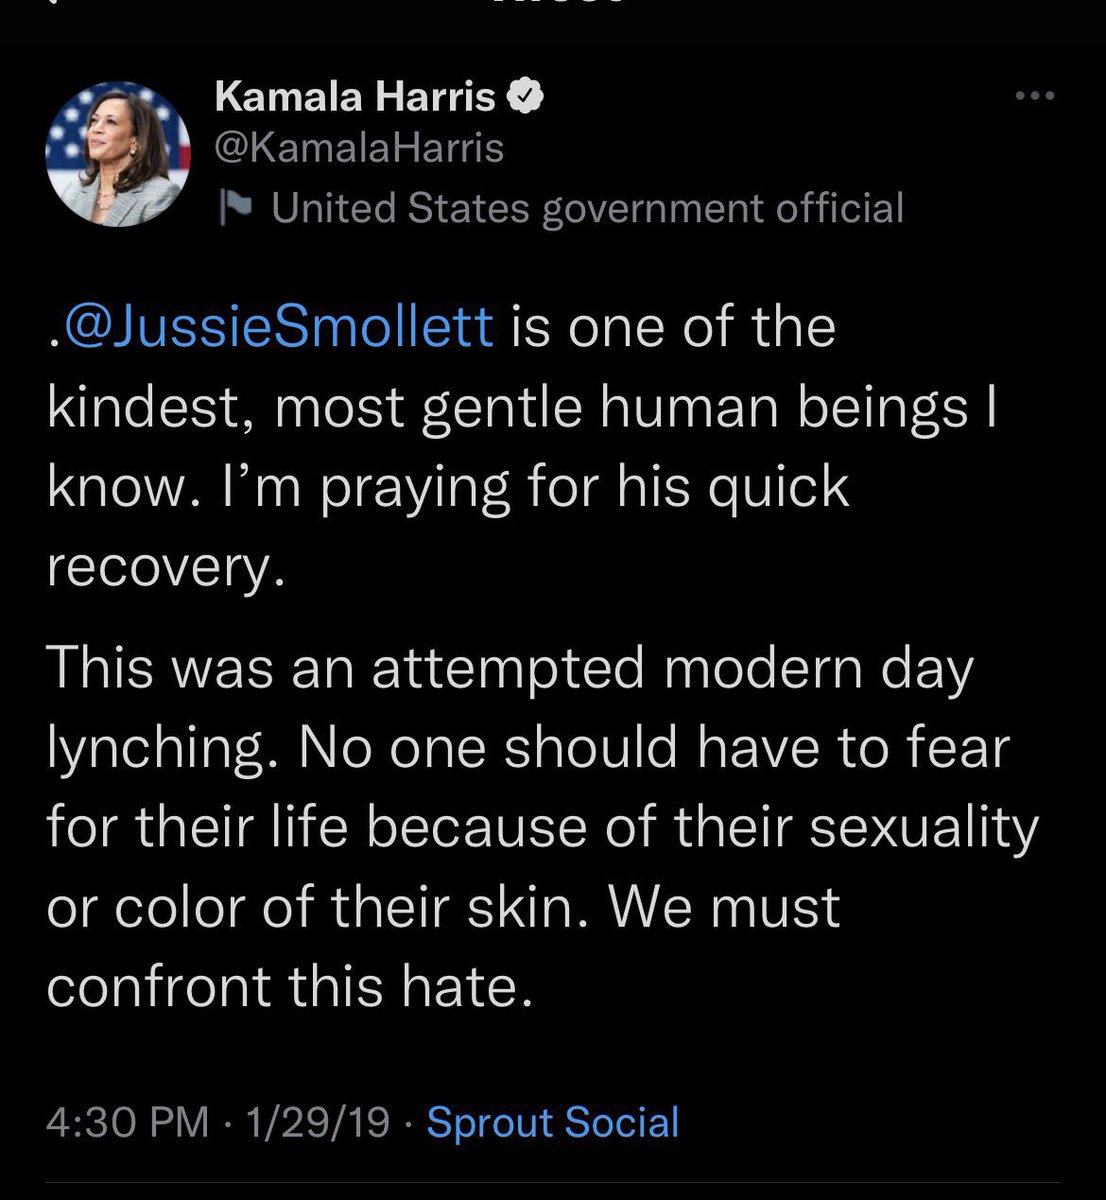 Kamala Harris
@KamalaHarris
United States government official
.@JussieSmollett is one of the
kindest, most gentle human beings I
know. I’m praying for his quick
recovery.
This was an attempted modern day
lynching. No one should have to fear
for their life because of their sexuality
or color of their skin. We must
confront this hate.
4:30 PM · 1/29/19 · Sprout Social